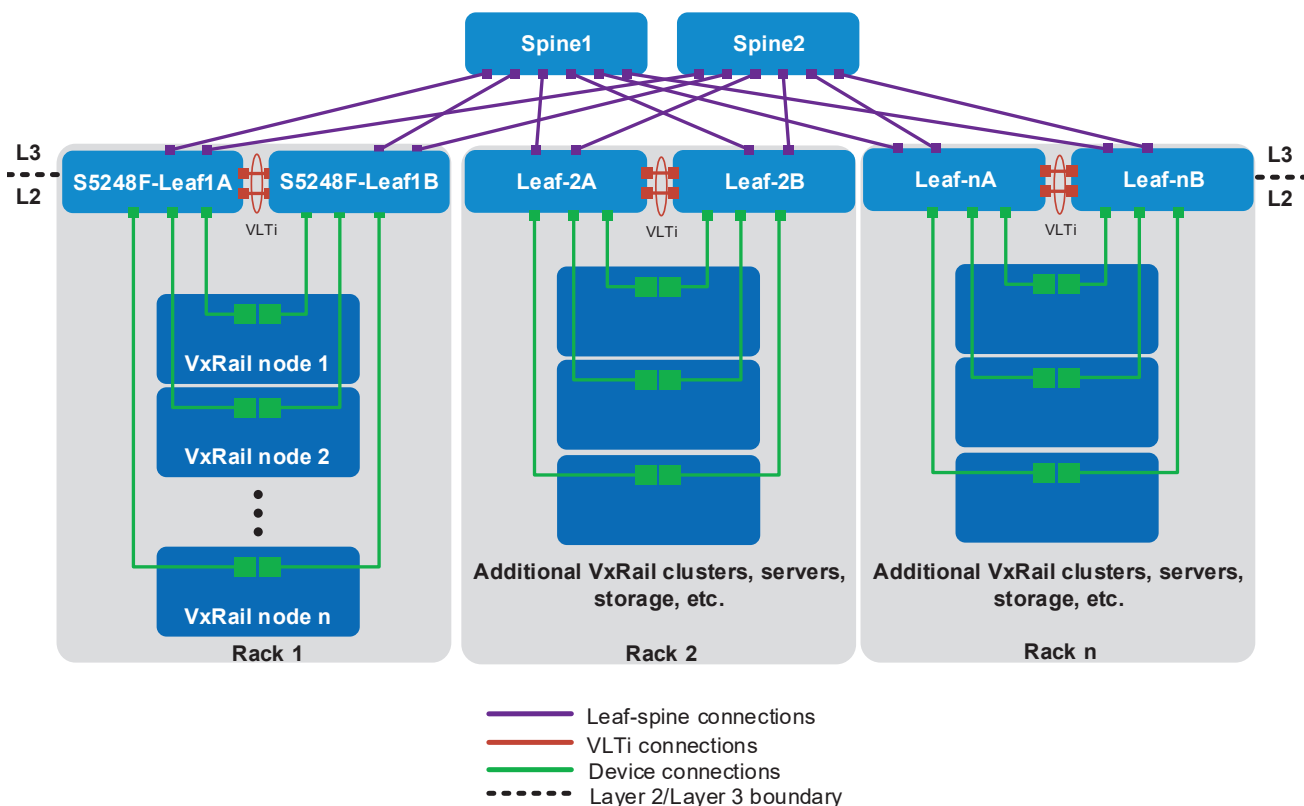 Spine1
Spine2
L3
L2
S5248F-Leaf1A
S5248F-Leaf1B
VLTi
Leaf-2A
Leaf-2B
VLTi
Leaf-nA
Leaf-nB
VLTi
L3
L2
VxRail node 1
VxRail node 2
VxRail node n
Rack 1
Additional VxRail clusters, servers,
storage, etc.
Rack 2
Additional VxRail clusters, servers,
storage, etc.
Rack n
Leaf-spine connections
VLTi connections
Device connections
Layer 2/Layer 3 boundary